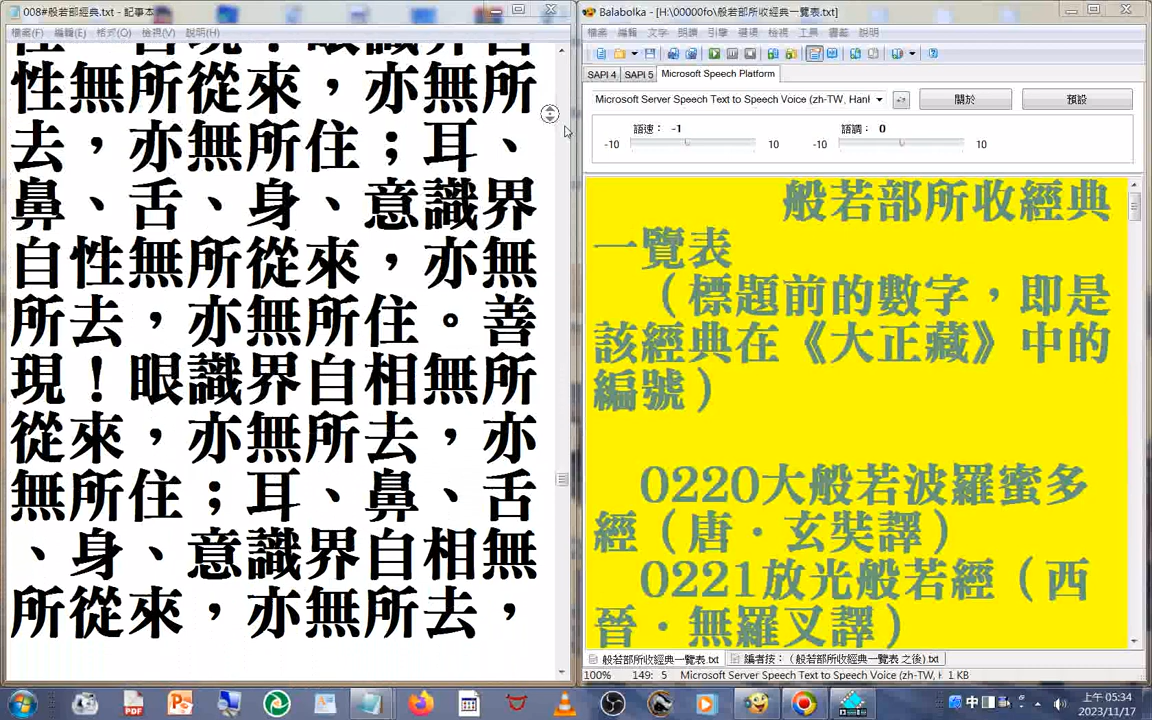 008#般若部經典.txt - 記事本
檔案(F) 編輯(E) 格式(O) 檢視(V) 說明(H)
性無所從來，亦無所
去，亦無所住；耳、
鼻、舌、身、意識界
自性無所從來，亦無
所去，亦無所住。善
現！眼識界自相無所
從來，亦無所去，亦
無所住；耳、鼻、舌
、身、意識界自相無
所從來，亦無所去，
Balabolka - [H:\00000fo\般若部所收經典一覽表.txt]
檔案 編輯 文字 朗讀 引擎 選項 檢視 工具 書籤 說明
SAPI 4 SAPI 5 Microsoft Speech Platform
Microsoft Server Speech Text to Speech Voice (zh-TW, Hanl
關於 預設
語速： -1 語調： 0
-10 10 -10 10
般若部所收經典
一覽表
（標題前的數字，即是
該經典在《大正藏》中的
編號）
0220大般若波羅蜜多
經（唐．玄奘譯）
0221放光般若經（西
晉．無羅叉譯）
般若部所收經典一覽表.txt 編者按：（般若部所收經典一覽表 之後).txt
100% 149: 5 Microsoft Server Speech Text to Speech Voice (zh-TW, H 1 KB
中
上午 05:34
2023/11/17